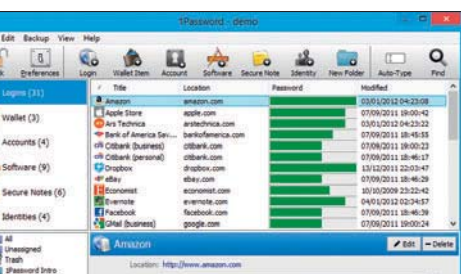 1Password - demo
Edit Backup View Help
Preferences Login Wallet Item Account Software Secure Note Identity New Folder Auto-Type Find
Logins (31)
Wallet (3)
Accounts (4)
Software (9)
Secure Notes (6)
Identities (4)
All
Unassigned
Trash
1Password Intro
Title Location Password Modified
Amazon amazon.com 03/01/2012 04:23:08
Apple Store apple.com 07/09/2011 19:00:42
Ars Technica arstechnica.com 03/01/2012 04:23:22
Bank of America Sav... bankofamerica.com 07/09/2011 18:45:55
Citibank (business) citibank.com 07/09/2011 19:00:23
Citibank (personal) citibank.com 07/09/2011 18:46:17
Dropbox dropbox.com 13/12/2011 22:03:47
eBay ebay.com 07/09/2011 18:46:29
Economist economist.com 10/10/2009 23:22:42
Evernote evernote.com 04/01/2012 02:34:57
Facebook facebook.com 07/09/2011 18:46:39
GMail (business) google.com 07/09/2011 19:00:24
Amazon
Edit Delete
Location: http://www.amazon.com